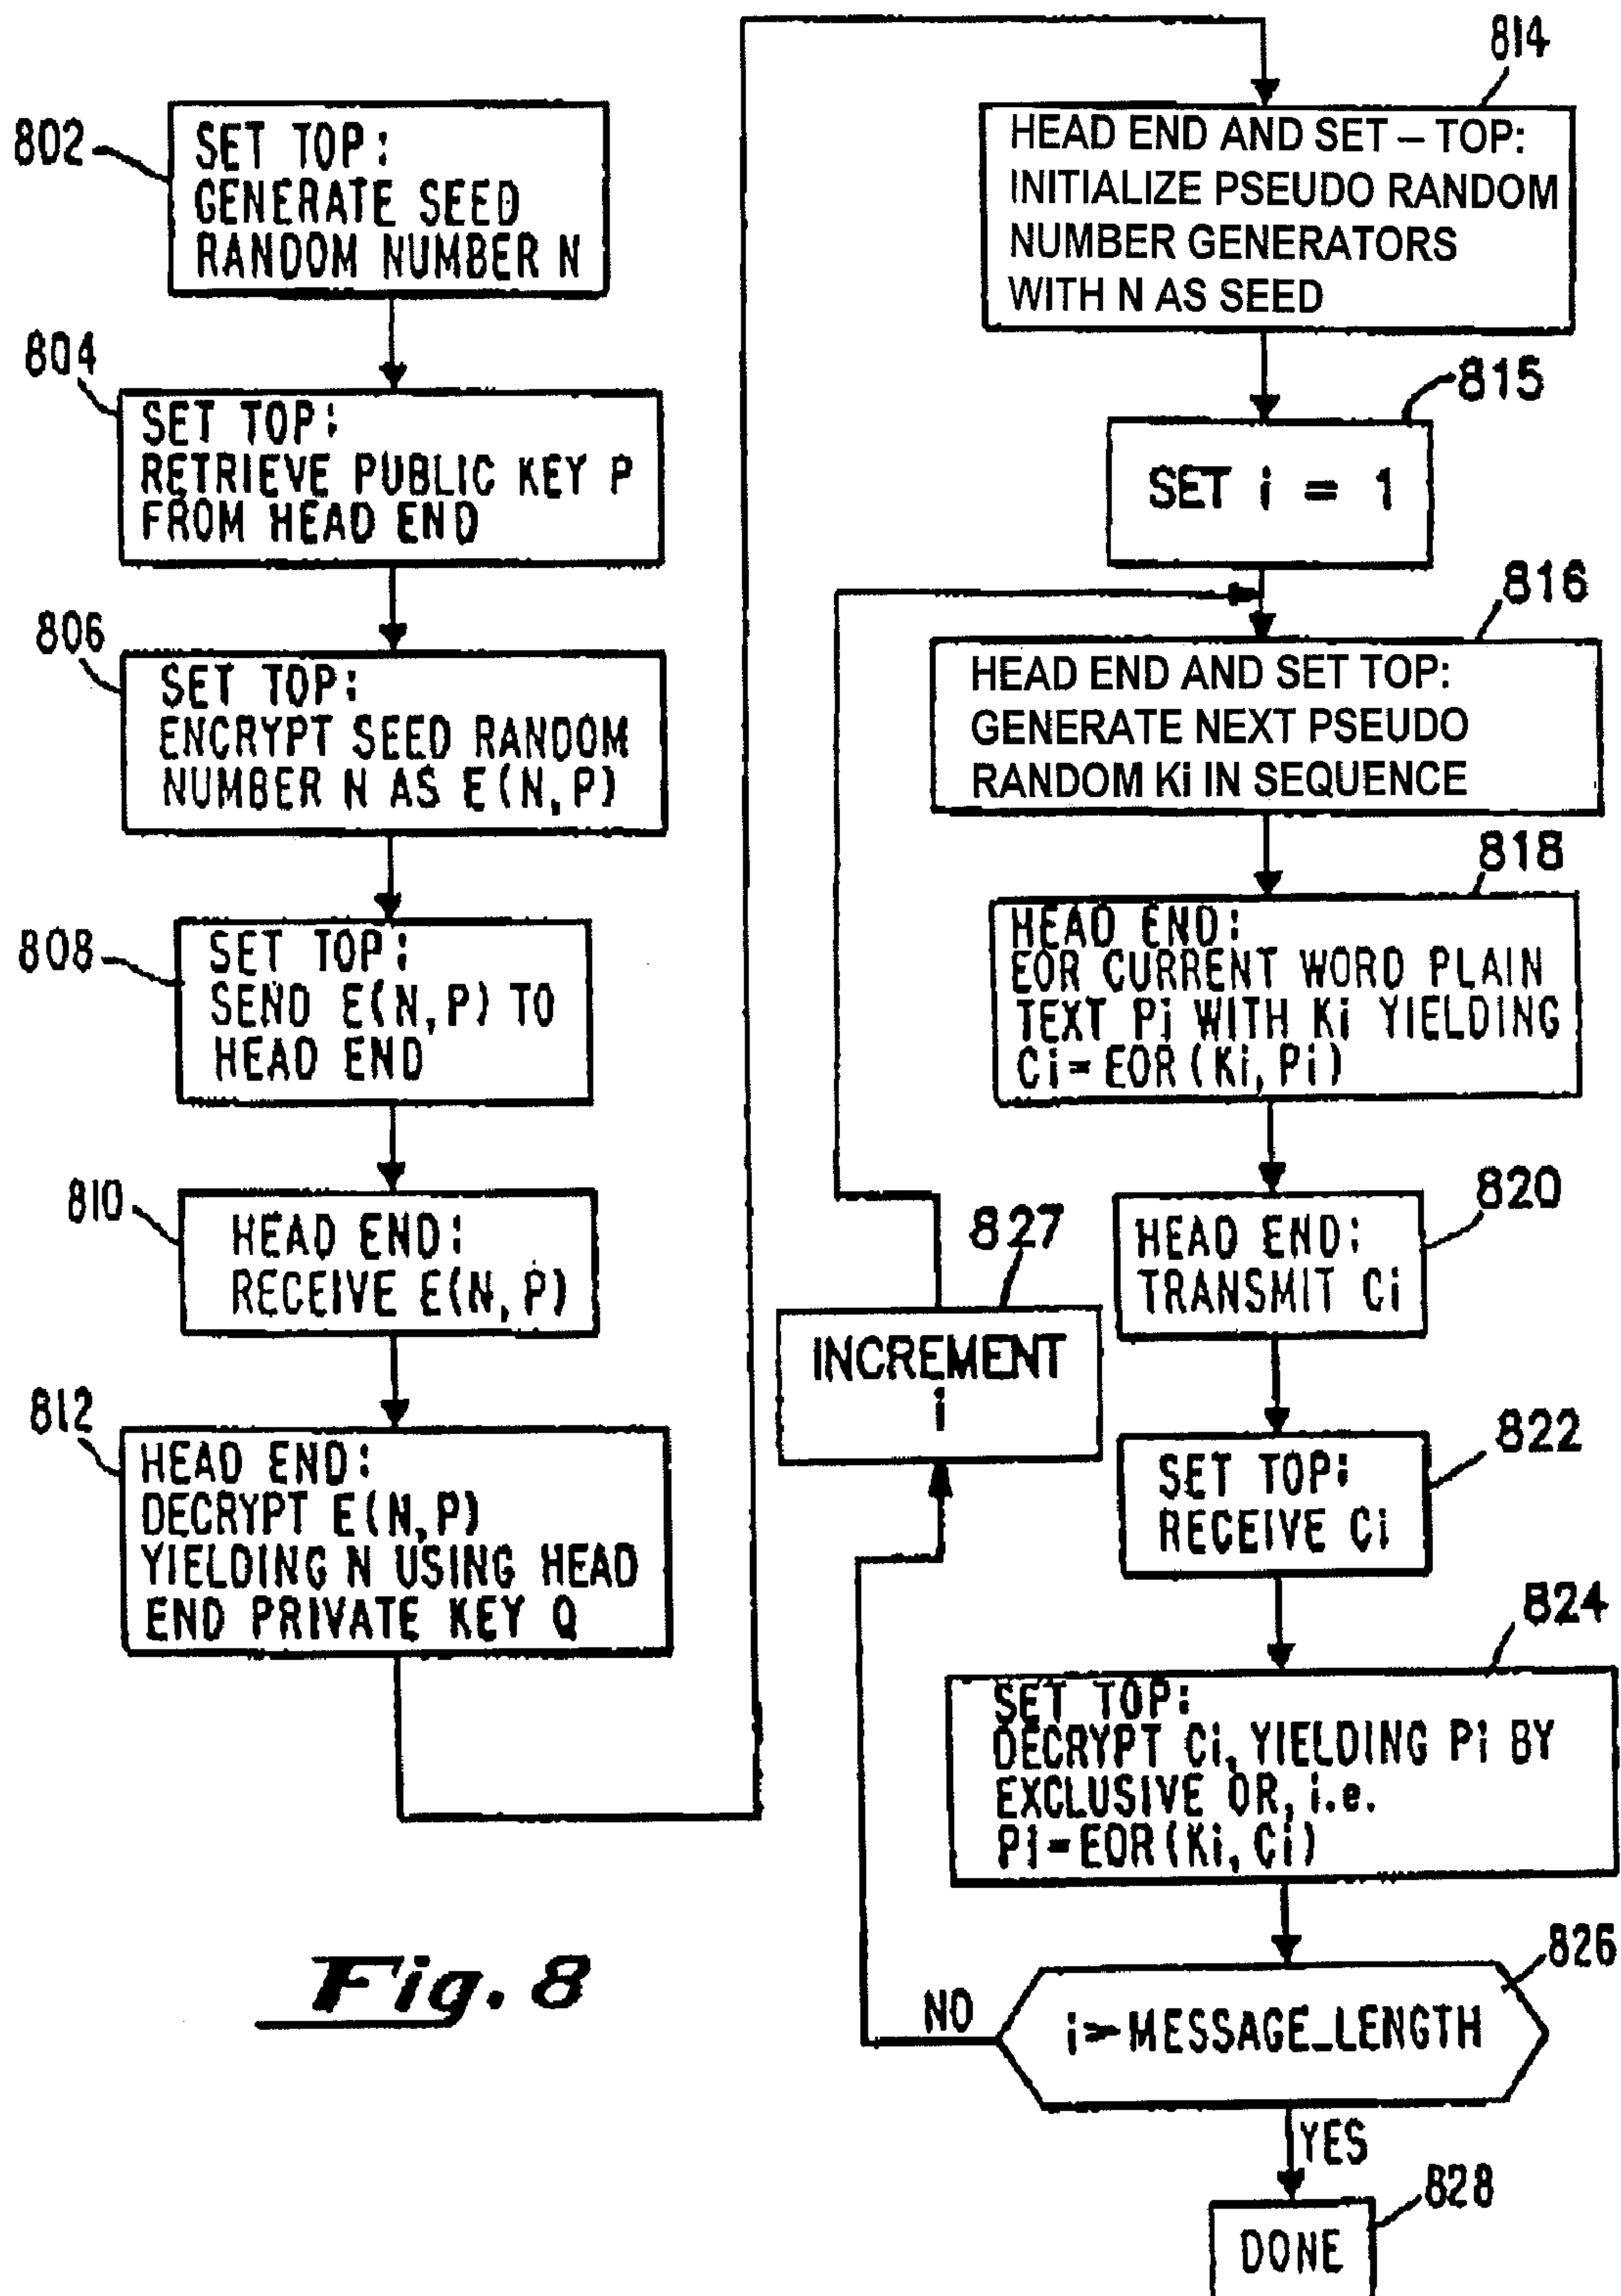 802
SET TOP:
GENERATE SEED
RANDOM NUMBER N
804
SET TOP:
RETRIEVE PUBLIC KEY P
FROM HEAD END
806
SET TOP:
ENCRYPT SEED RANDOM
NUMBER N AS E(N,P)
808
SET TOP:
SEND E(N,P) TO
HEAD END
810
HEAD END:
RECEIVE E(N,P)
812
HEAD END:
DECRYPT E(N,P)
YIELDING N USING HEAD
END PRIVATE KEY Q
814
HEAD END AND SET – TOP:
INITIALIZE PSEUDO RANDOM
NUMBER GENERATORS
WITH N AS SEED
815
SET i = 1
816
HEAD END AND SET TOP:
GENERATE NEXT PSEUDO
RANDOM Ki IN SEQUENCE
818
HEAD END:
EOR CURRENT WORD PLAIN
TEXT Pi WITH Ki YIELDING
Ci=EOR(Ki,Pi)
820
HEAD END:
TRANSMIT Ci
822
SET TOP:
RECEIVE Ci
824
SET TOP:
DECRYPT Ci, YIELDING Pi BY
EXCLUSIVE OR, i.e.
Pi=EOR(Ki,Ci)
826
i>MESSAGE_LENGTH
NO
827
INCREMENT
i
YES
828
DONE
Fig. 8